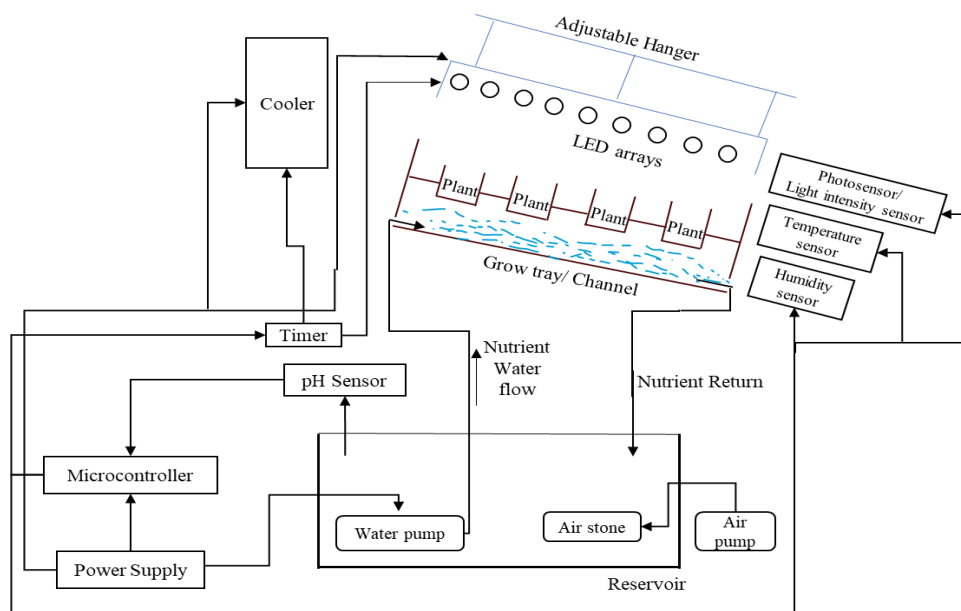 Adjustable Hanger
Cooler
LED arrays
Photosensor/
Light intensity sensor
Plant
Plant
Plant
Plant
Temperature
sensor
Grow tray/ Channel
Humidity
sensor
Timer
Nutrient
Water
flow
pH Sensor
Nutrient Return
Microcontroller
Water pump
Air stone
Air
pump
Power Supply
Reservoir